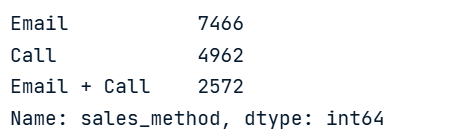 Email           7466
Call            4962
Email + Call    2572
Name: sales_method, dtype: int64